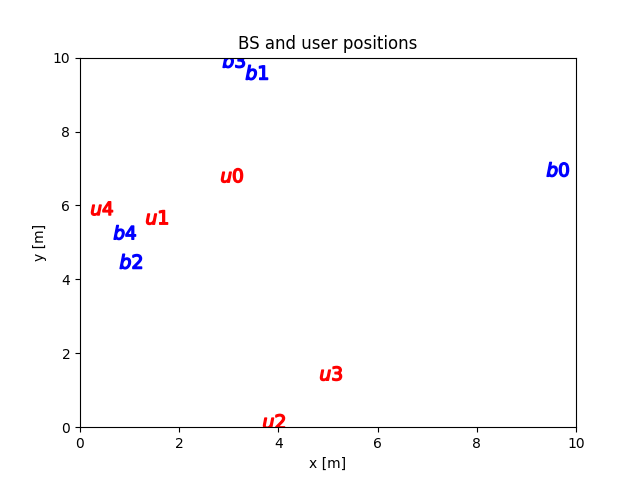 BS and user positions
10
b3
b1
8
u0
b0
u4
6
u1
b4
b2
y [m]
4
2
u3
u2
0
0 2 4 6 8 10
x [m]